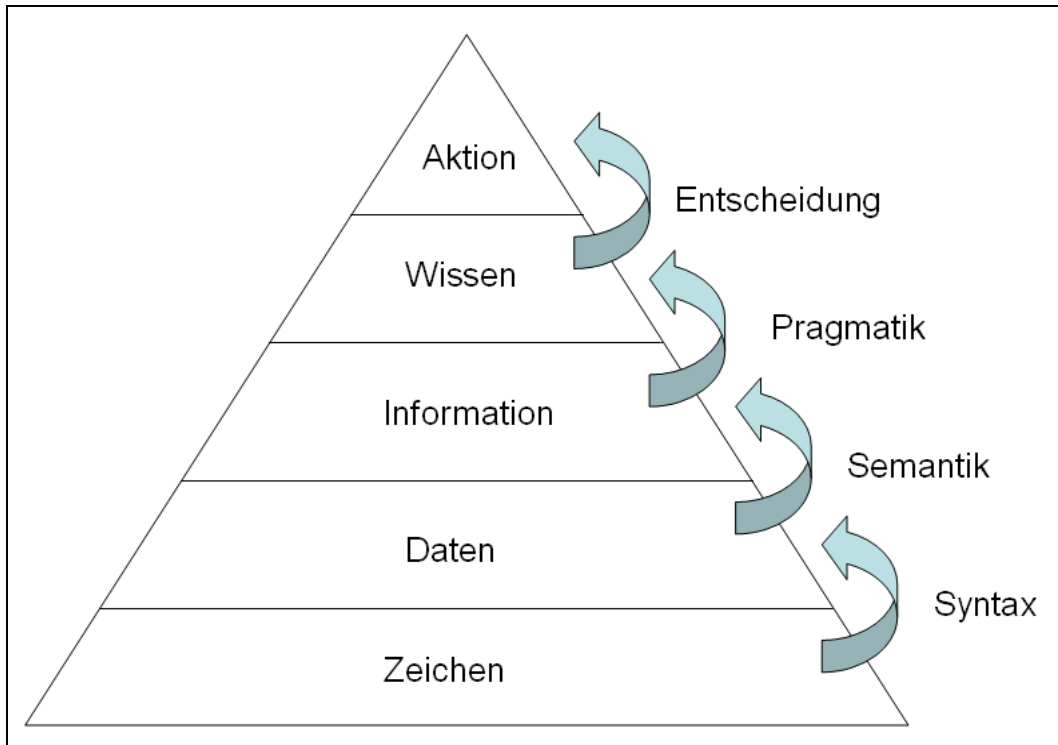 Aktion
Entscheidung
Wissen
Pragmatik
Information
Semantik
Daten
Syntax
Zeichen